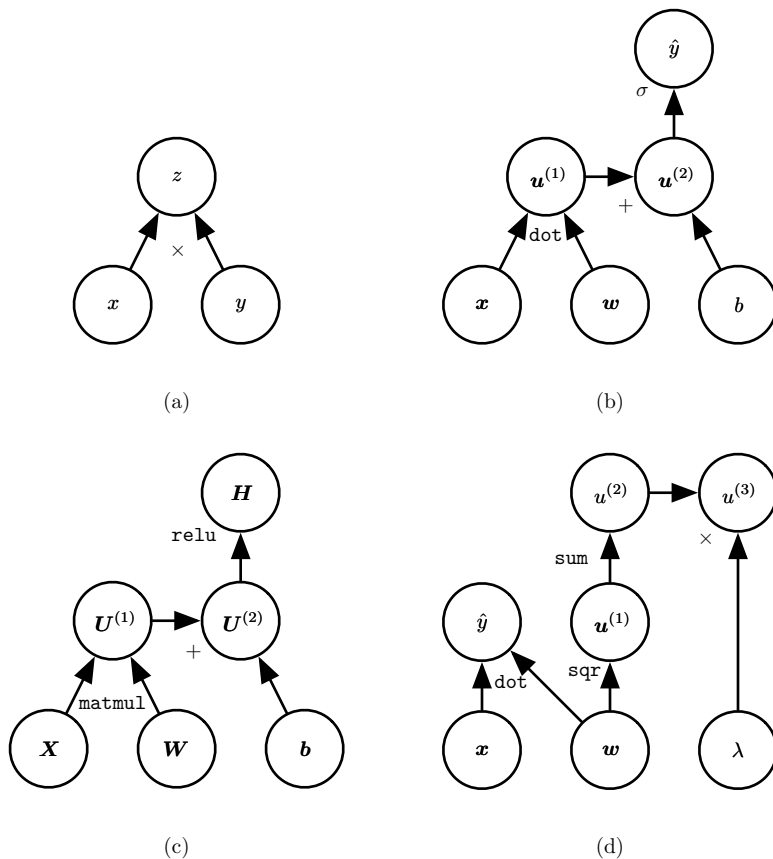 z
×
x y
(a)
ŷ
σ
u⁽¹⁾ u⁽²⁾
+
dot
x w b
(b)
H
relu
U⁽¹⁾ U⁽²⁾
+
matmul
X W b
(c)
u⁽²⁾ u⁽³⁾
×
sum
ŷ u⁽¹⁾
dot sqr
x w λ
(d)